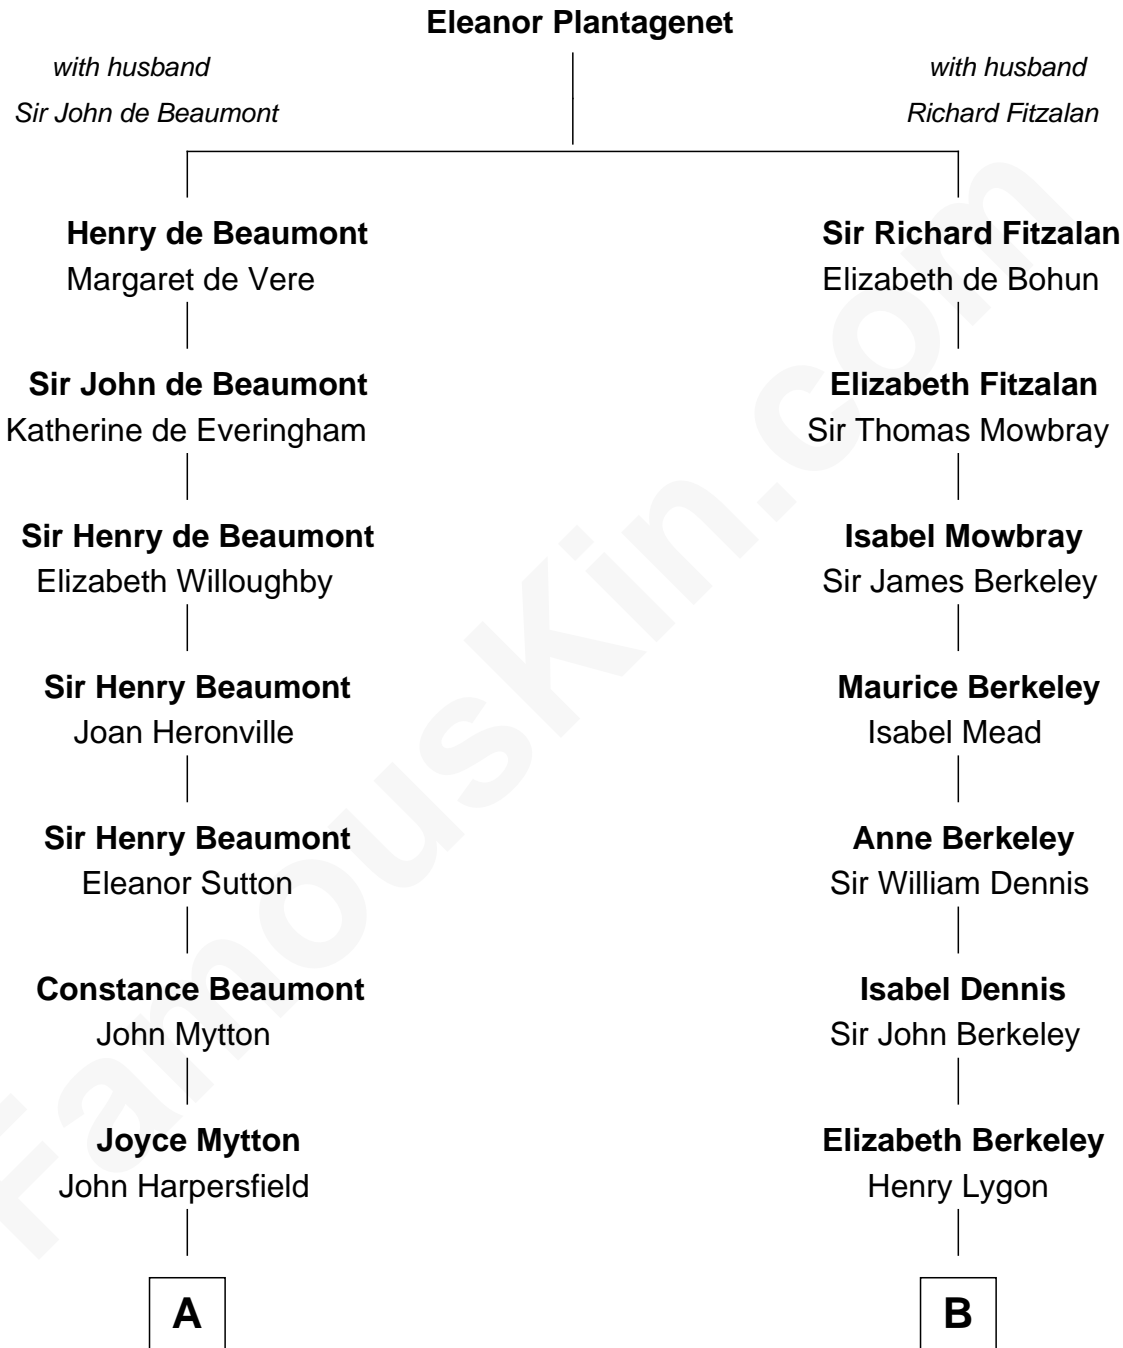 Eleanor Plantagenet
with husband
Sir John de Beaumont
with husband
Richard Fitzalan
Henry de Beaumont
Margaret de Vere
Sir Richard Fitzalan
Elizabeth de Bohun
Sir John de Beaumont
Katherine de Everingham
Elizabeth Fitzalan
Sir Thomas Mowbray
Sir Henry de Beaumont
Elizabeth Willoughby
Isabel Mowbray
Sir James Berkeley
Sir Henry Beaumont
Joan Heronville
Maurice Berkeley
Isabel Mead
Sir Henry Beaumont
Eleanor Sutton
Anne Berkeley
Sir William Dennis
Constance Beaumont
John Mytton
Isabel Dennis
Sir John Berkeley
Joyce Mytton
John Harpersfield
Elizabeth Berkeley
Henry Lygon
A
B
FamousKin.com